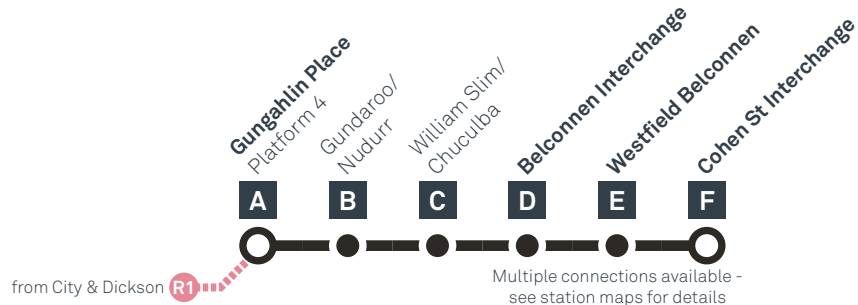 Gungahlin Place
Platform 4
Gundaroo/
Nudurr
William Slim/
Chuculba
Belconnen Interchange
Westfield Belconnen
Cohen St Interchange
A
B
C
D
E
F
from City & Dickson R1
Multiple connections available -
see station maps for details